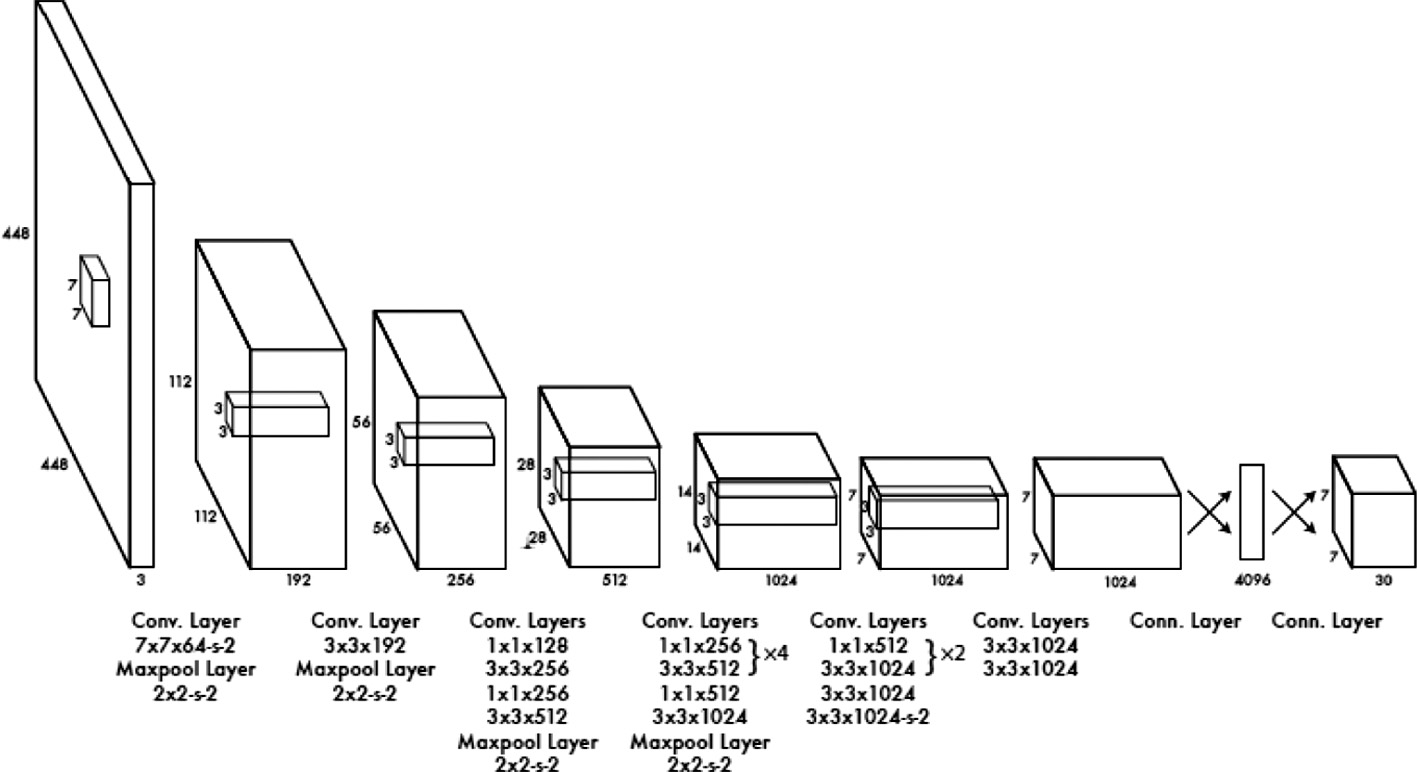 448
7
7
448
3
112
3
3
112
192
56
3
3
56
256
28
3
3
28
512
14
3
3
14
1024
7
3
3
7
1024
7
7
1024
4096
7
7
30
Conv. Layer
7x7x64-s-2
Maxpool Layer
2x2-s-2
Conv. Layer
3x3x192
Maxpool Layer
2x2-s-2
Conv. Layers
1x1x128
3x3x256
1x1x256
3x3x512
Maxpool Layer
2x2-s-2
Conv. Layers
1x1x256
3x3x512 } ×4
1x1x512
3x3x1024
Maxpool Layer
2x2-s-2
Conv. Layers
1x1x512
3x3x1024 } ×2
3x3x1024
3x3x1024-s-2
Conv. Layers
3x3x1024
3x3x1024
Conn. Layer
Conn. Layer